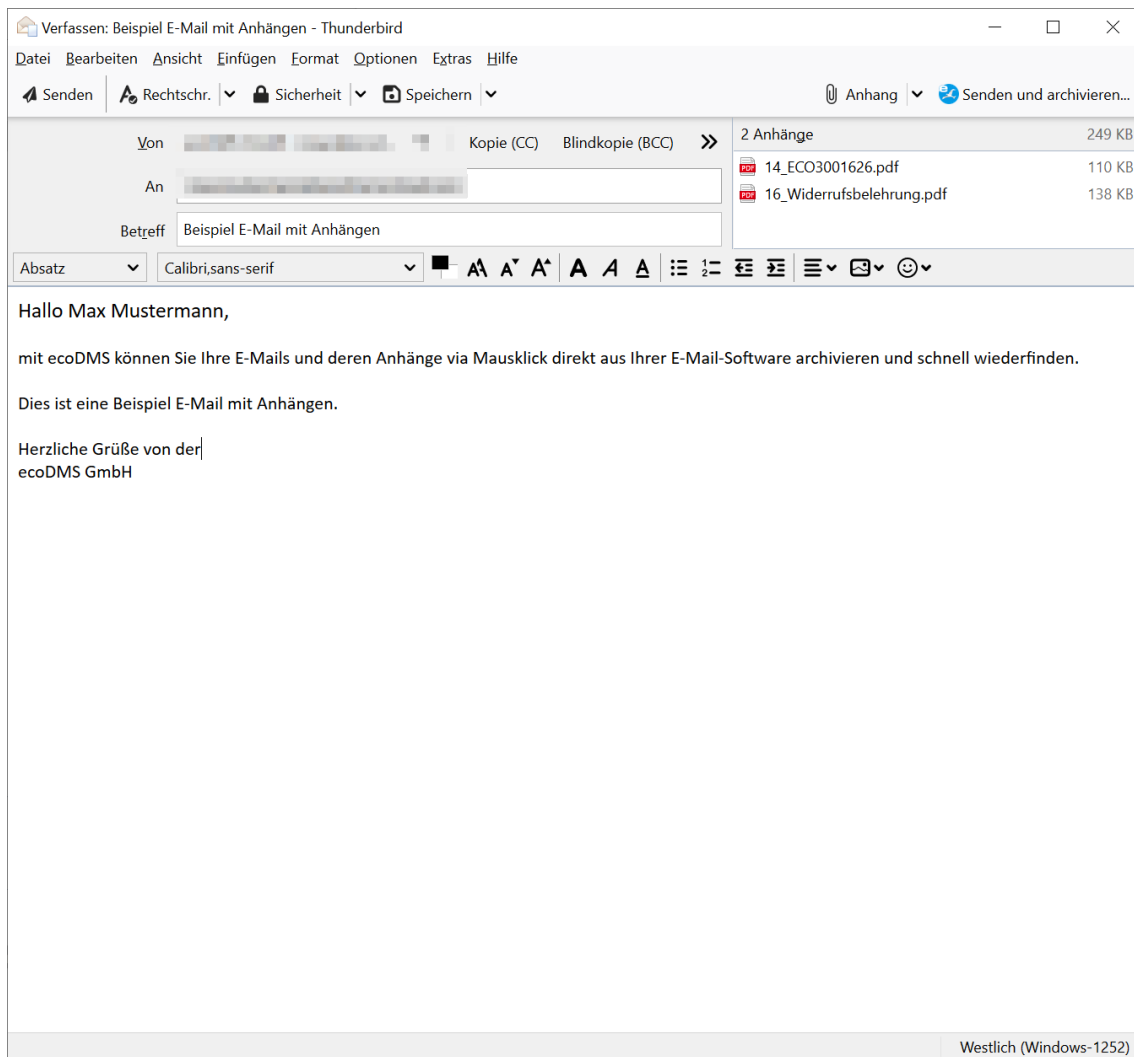 Verfassen: Beispiel E-Mail mit Anhängen - Thunderbird
Datei Bearbeiten Ansicht Einfügen Format Optionen Extras Hilfe
Senden Rechtschr. Sicherheit Speichern Anhang Senden und archivieren...
Von Kopie (CC) Blindkopie (BCC)
2 Anhänge 249 KB
14_ECO3001626.pdf 110 KB
An
16_Widerrufsbelehrung.pdf 138 KB
Betreff Beispiel E-Mail mit Anhängen
Absatz Calibri,sans-serif
Hallo Max Mustermann,
mit ecoDMS können Sie Ihre E-Mails und deren Anhänge via Mausklick direkt aus Ihrer E-Mail-Software archivieren und schnell wiederfinden.
Dies ist eine Beispiel E-Mail mit Anhängen.
Herzliche Grüße von der
ecoDMS GmbH
Westlich (Windows-1252)